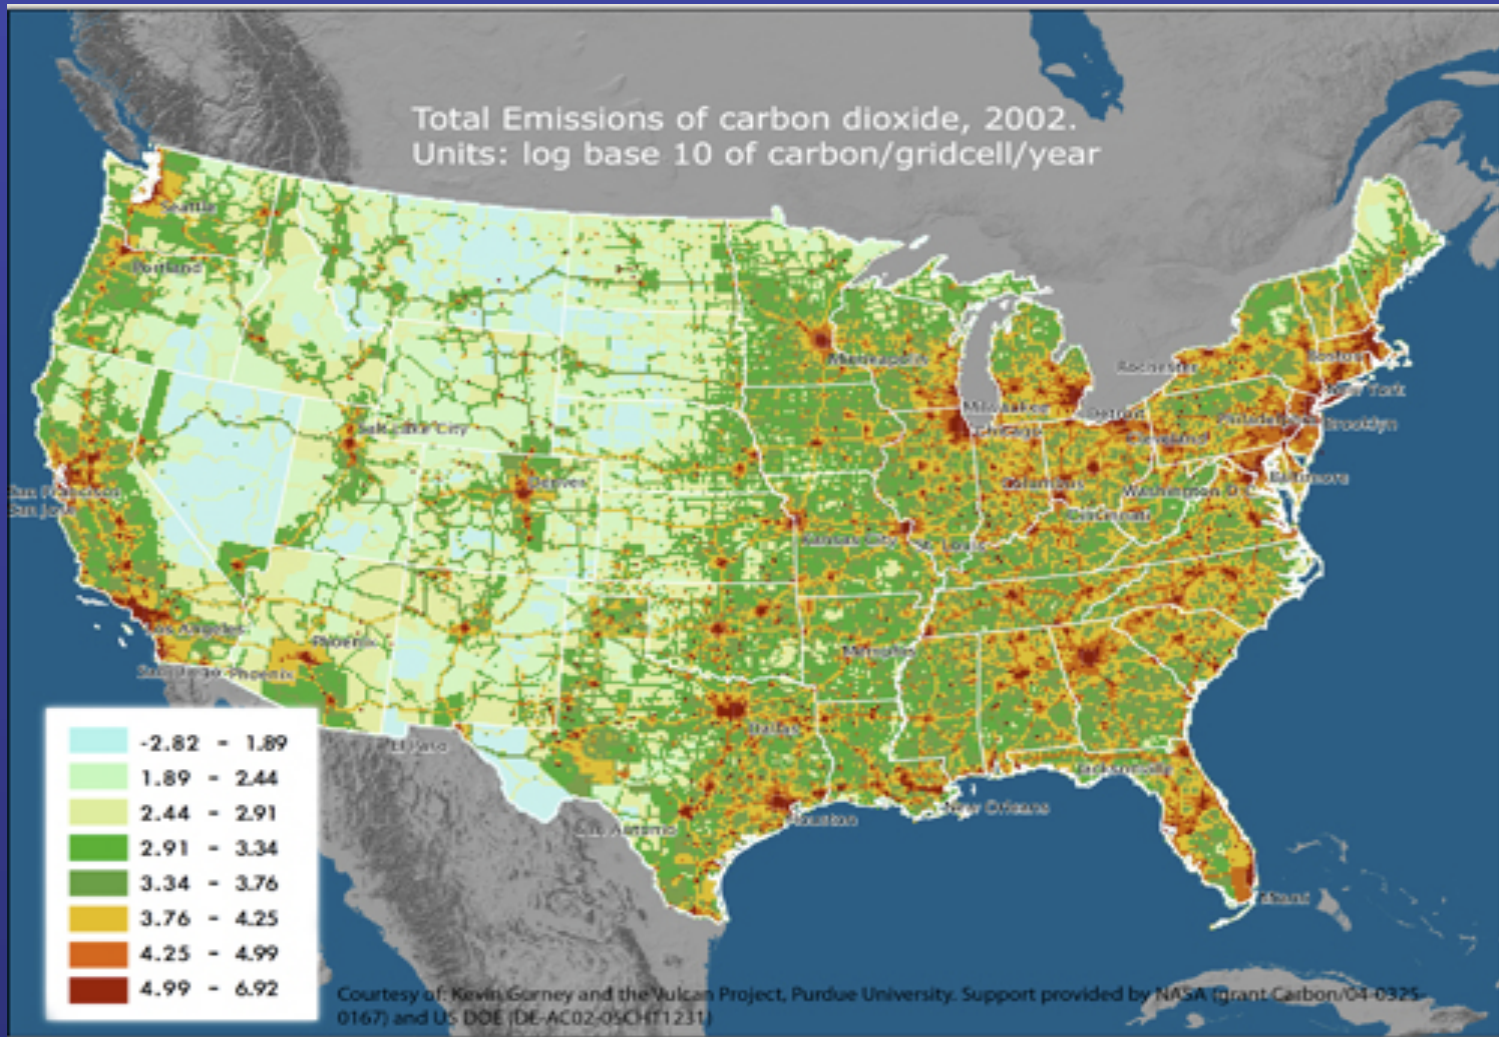 Total Emissions of carbon dioxide, 2002.
Units: log base 10 of carbon/gridcell/year
Seattle
Portland
Minneapolis
Rochester
Boston
New York
Milwaukee
Detroit
Chicago
Cleveland
Philadelphia
Brooklyn
Salt Lake City
Denver
Columbus
Washington D.C.
Baltimore
San Francisco
San Jose
Cincinnati
Kansas City
St. Louis
Los Angeles
Phoenix
Memphis
San Diego
Phoenix
Dallas
El Paso
Jacksonville
New Orleans
Houston
San Antonio
Miami
-2.82 - 1.89
1.89 - 2.44
2.44 - 2.91
2.91 - 3.34
3.34 - 3.76
3.76 - 4.25
4.25 - 4.99
4.99 - 6.92
Courtesy of: Kevin Gurney and the Vulcan Project, Purdue University. Support provided by NASA (grant Carbon/04-0325-
0167) and US DOE (DE-AC02-05CH11231)